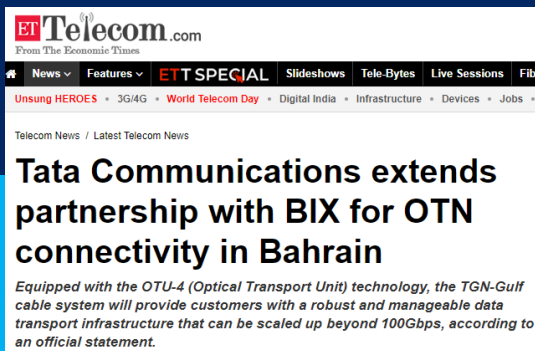 ET Telecom.com
From The Economic Times
News Features ETT SPECIAL Slideshows Tele-Bytes Live Sessions Fib
Unsung HEROES • 3G/4G • World Telecom Day • Digital India • Infrastructure • Devices • Jobs •
Telecom News / Latest Telecom News
Tata Communications extends
partnership with BIX for OTN
connectivity in Bahrain
Equipped with the OTU-4 (Optical Transport Unit) technology, the TGN-Gulf
cable system will provide customers with a robust and manageable data
transport infrastructure that can be scaled up beyond 100Gbps, according to
an official statement.